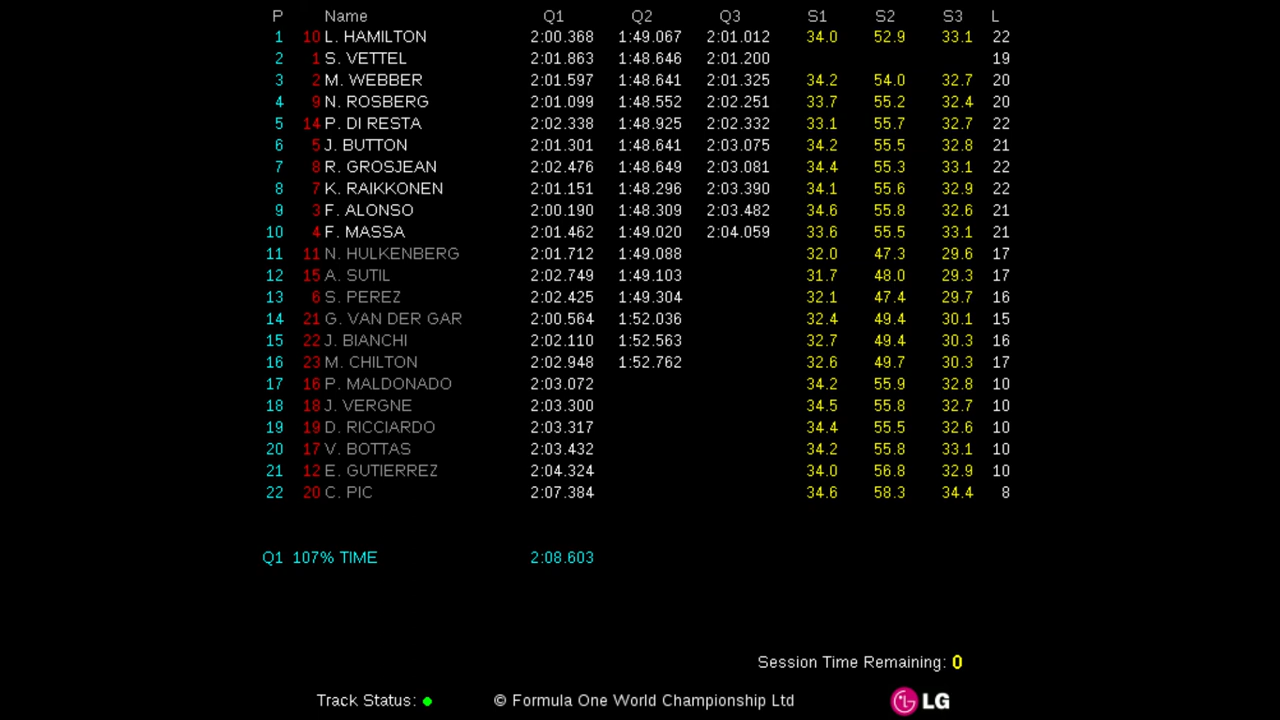 P Name Q1 Q2 Q3 S1 S2 S3 L
1 10 L. HAMILTON 2:00.368 1:49.067 2:01.012 34.0 52.9 33.1 22
2 1 S. VETTEL 2:01.863 1:48.646 2:01.200 19
3 2 M. WEBBER 2:01.597 1:48.641 2:01.325 34.2 54.0 32.7 20
4 9 N. ROSBERG 2:01.099 1:48.552 2:02.251 33.7 55.2 32.4 20
5 14 P. DI RESTA 2:02.338 1:48.925 2:02.332 33.1 55.7 32.7 22
6 5 J. BUTTON 2:01.301 1:48.641 2:03.075 34.2 55.5 32.8 21
7 8 R. GROSJEAN 2:02.476 1:48.649 2:03.081 34.4 55.3 33.1 22
8 7 K. RAIKKONEN 2:01.151 1:48.296 2:03.390 34.1 55.6 32.9 22
9 3 F. ALONSO 2:00.190 1:48.309 2:03.482 34.6 55.8 32.6 21
10 4 F. MASSA 2:01.462 1:49.020 2:04.059 33.6 55.5 33.1 21
11 11 N. HULKENBERG 2:01.712 1:49.088 32.0 47.3 29.6 17
12 15 A. SUTIL 2:02.749 1:49.103 31.7 48.0 29.3 17
13 6 S. PEREZ 2:02.425 1:49.304 32.1 47.4 29.7 16
14 21 G. VAN DER GAR 2:00.564 1:52.036 32.4 49.4 30.1 15
15 22 J. BIANCHI 2:02.110 1:52.563 32.7 49.4 30.3 16
16 23 M. CHILTON 2:02.948 1:52.762 32.6 49.7 30.3 17
17 16 P. MALDONADO 2:03.072 34.2 55.9 32.8 10
18 18 J. VERGNE 2:03.300 34.5 55.8 32.7 10
19 19 D. RICCIARDO 2:03.317 34.4 55.5 32.6 10
20 17 V. BOTTAS 2:03.432 34.2 55.8 33.1 10
21 12 E. GUTIERREZ 2:04.324 34.0 56.8 32.9 10
22 20 C. PIC 2:07.384 34.6 58.3 34.4 8
Q1 107% TIME 2:08.603
Session Time Remaining: 0
Track Status: © Formula One World Championship Ltd LG